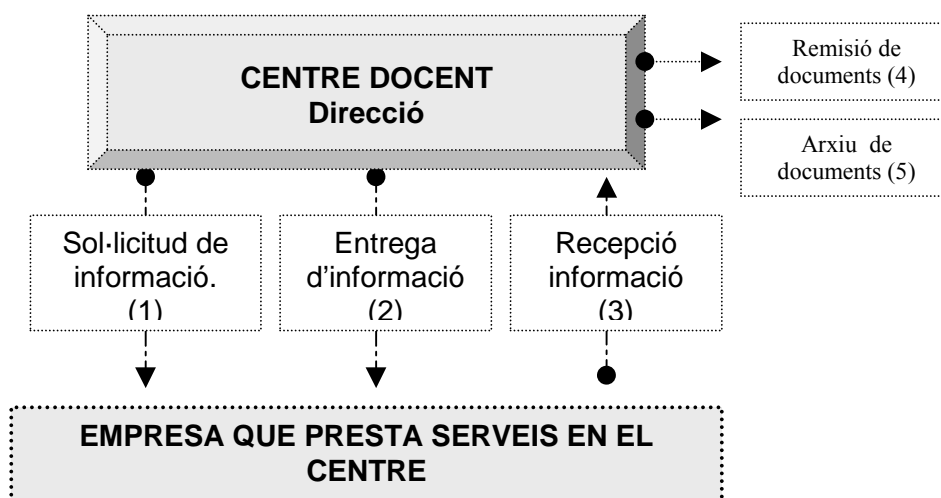 CENTRE DOCENT
Direcció
Remisió de
documents (4)
Arxiu de
documents (5)
Sol·licitud de
informació.
(1)
Entrega
d'informació
(2)
Recepció
informació
(3)
EMPRESA QUE PRESTA SERVEIS EN EL
CENTRE